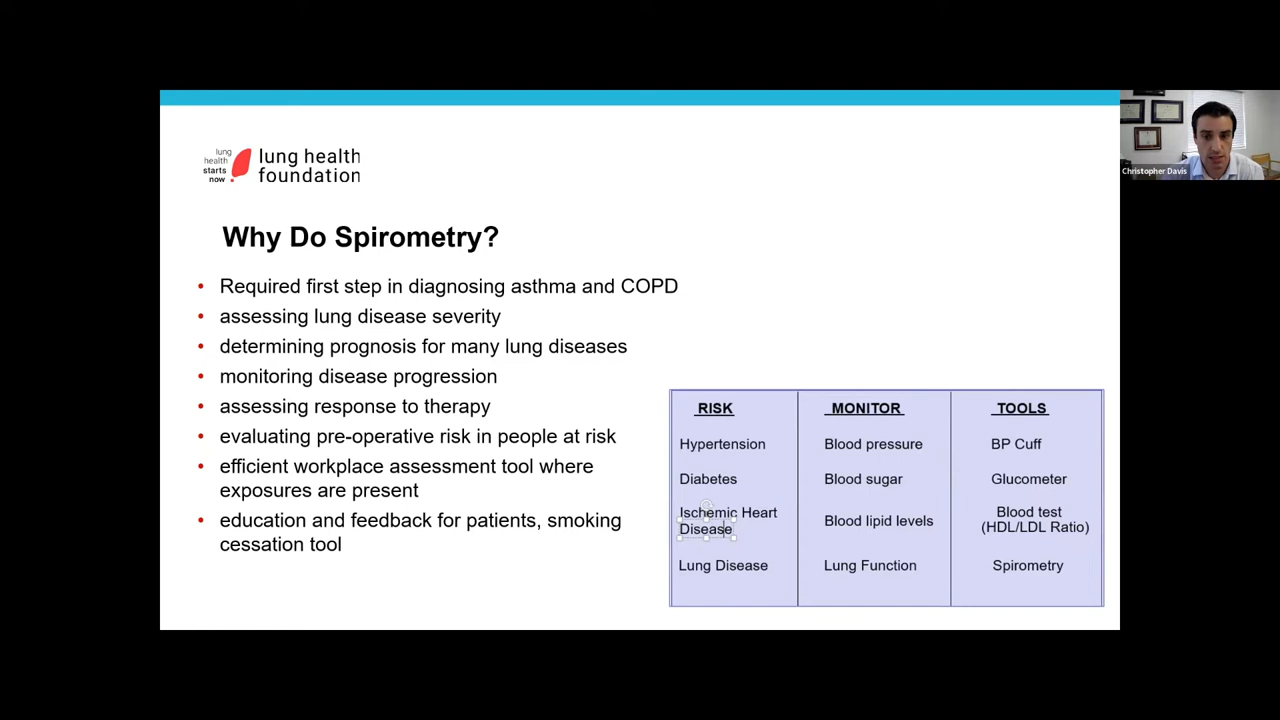 lung
health
starts
now
lung health
foundation
Why Do Spirometry?
• Required first step in diagnosing asthma and COPD
• assessing lung disease severity
• determining prognosis for many lung diseases
• monitoring disease progression
• assessing response to therapy
• evaluating pre-operative risk in people at risk
• efficient workplace assessment tool where
exposures are present
• education and feedback for patients, smoking
cessation tool
RISK MONITOR TOOLS
Hypertension Blood pressure BP Cuff
Diabetes Blood sugar Glucometer
Ischemic Heart
Disease
Blood lipid levels
Blood test
(HDL/LDL Ratio)
Lung Disease Lung Function Spirometry
Christopher Davis